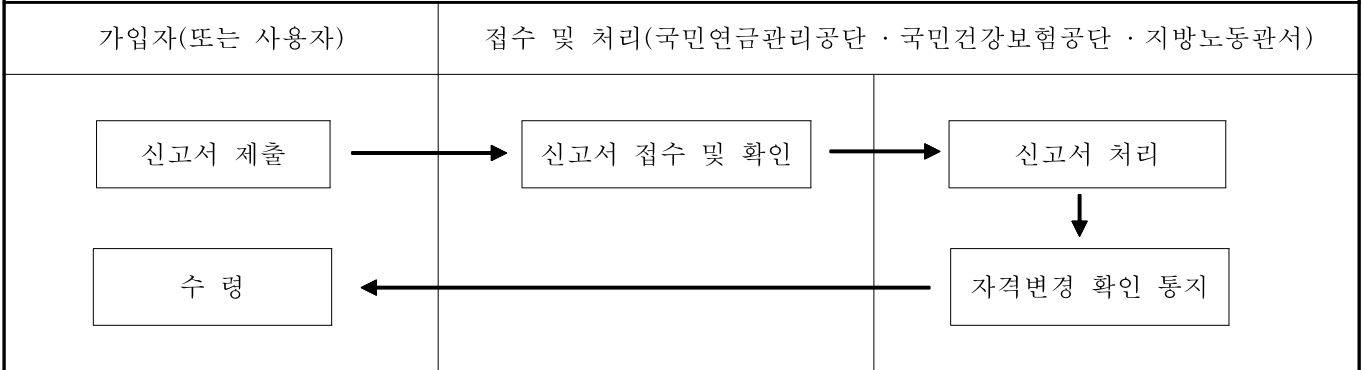 가입자(또는 사용자)
접수 및 처리(국민연금관리공단 · 국민건강보험공단 · 지방노동관서)
신고서 제출
신고서 접수 및 확인
신고서 처리
수 령
자격변경 확인 통지